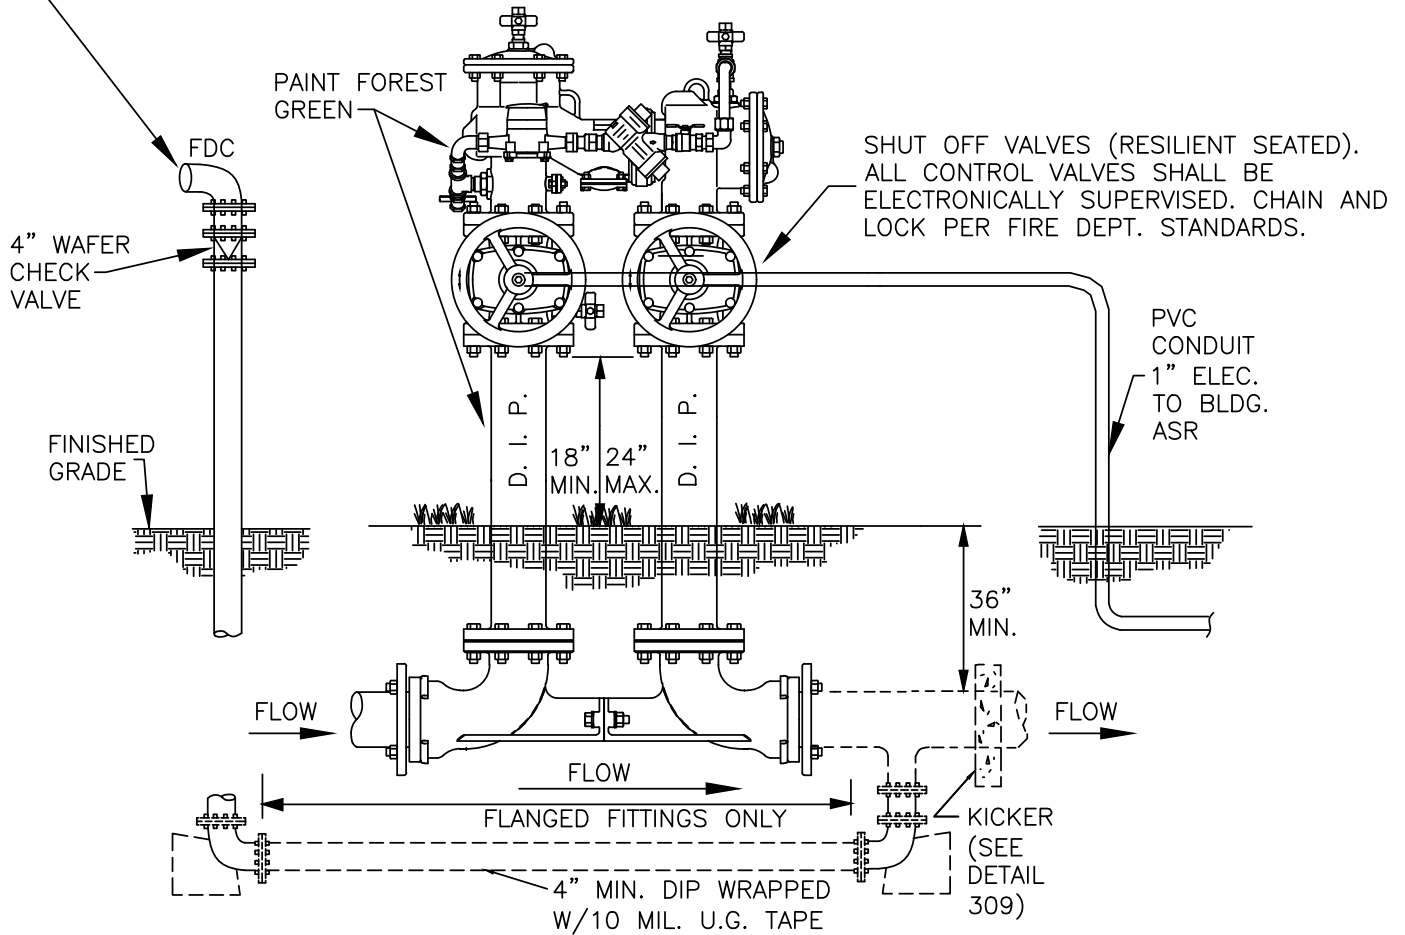 PAINT FOREST
GREEN
FDC
SHUT OFF VALVES (RESILIENT SEATED).
ALL CONTROL VALVES SHALL BE
ELECTRONICALLY SUPERVISED. CHAIN AND
LOCK PER FIRE DEPT. STANDARDS.
4" WAFER
CHECK
VALVE
PVC
CONDUIT
1" ELEC.
TO BLDG.
ASR
FINISHED
GRADE
D. I. P.
18"
MIN.
24"
MAX.
D. I. P.
36"
MIN.
FLOW
FLOW
FLOW
FLANGED FITTINGS ONLY
KICKER
(SEE
DETAIL
309)
4" MIN. DIP WRAPPED
W/10 MIL. U.G. TAPE